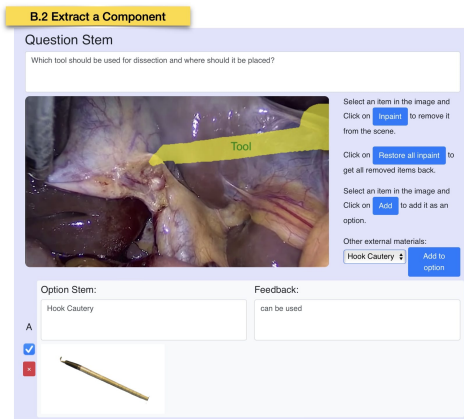 B.2 Extract a Component
Question Stem
Which tool should be used for dissection and where should it be placed?
Tool
Select an item in the image and
Click on Inpaint to remove it
from the scene.
Click on Restore all inpaint to
get all removed items back.
Select an item in the image and
Click on Add to add it as an
option.
Other external materials:
Hook Cautery Add to
option
Option Stem: Feedback:
Hook Cautery can be used
A
×